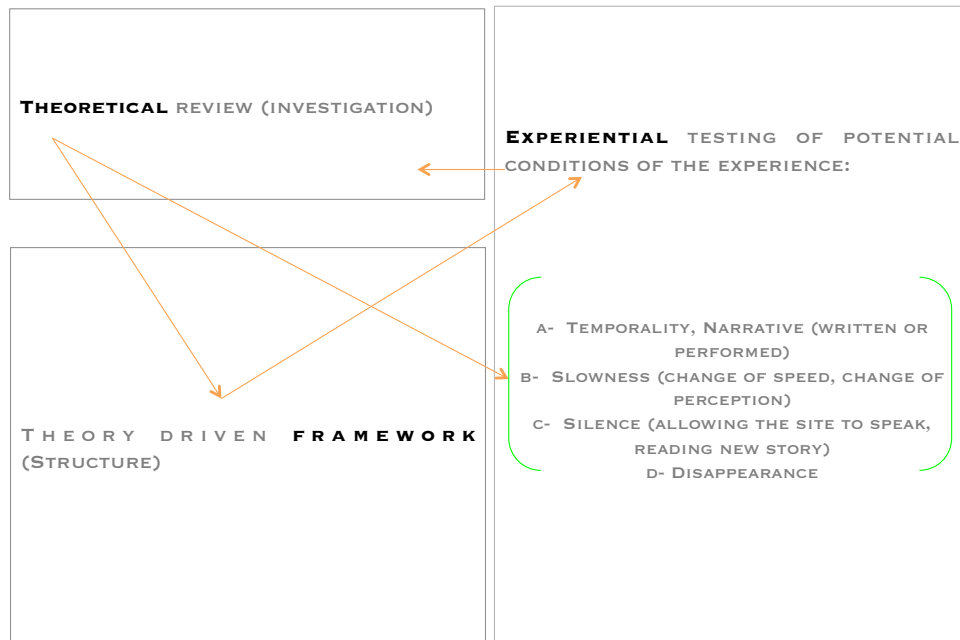 THEORETICAL REVIEW (INVESTIGATION)
EXPERIENTIAL TESTING OF POTENTIAL
CONDITIONS OF THE EXPERIENCE:
THEORY DRIVEN FRAMEWORK
(STRUCTURE)
A- TEMPORALITY, NARRATIVE (WRITTEN OR
PERFORMED)
B- SLOWNESS (CHANGE OF SPEED, CHANGE OF
PERCEPTION)
C- SILENCE (ALLOWING THE SITE TO SPEAK,
READING NEW STORY)
D- DISAPPEARANCE